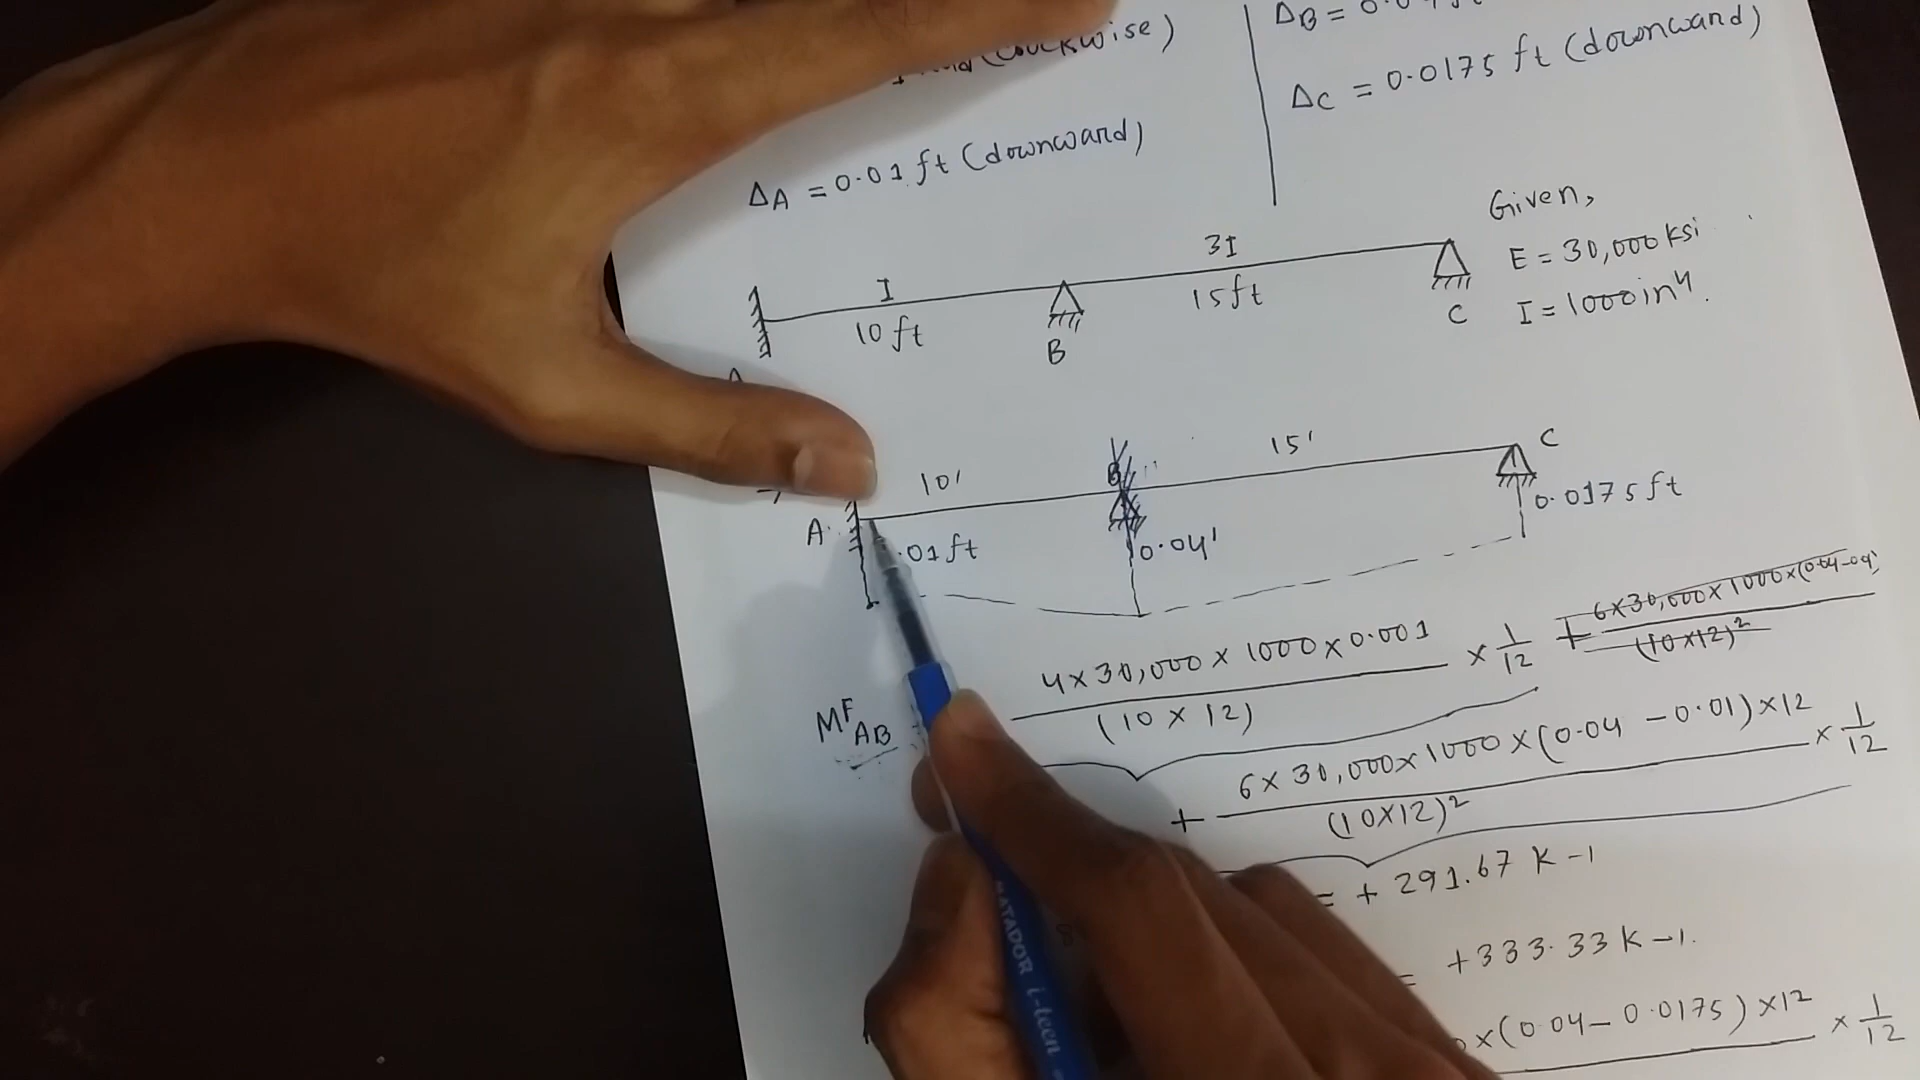 (clockwise)
ΔA = 0.01 ft (downward)
ΔB =
ΔC = 0.0175 ft (downward)
Given,
E = 30,000 ksi
I = 1000 in⁴.
I
10 ft
B
3I
15 ft
C
A
10'
B
15'
C
.01 ft
0.04'
0.0175 ft
MF AB
4 x 30,000 x 1000 x 0.001
(10 x 12)
x 1/12
+ 6 x 30,000 x 1000 x
(10 x 12)²
+ 6 x 30,000 x 1000 x (0.04 - 0.01) x 12
(10 x 12)²
x 1/12
= + 291.67 K-1
= +333.33 K-1.
x (0.04 - 0.0175) x 12
x 1/12
MATADOR i-teen